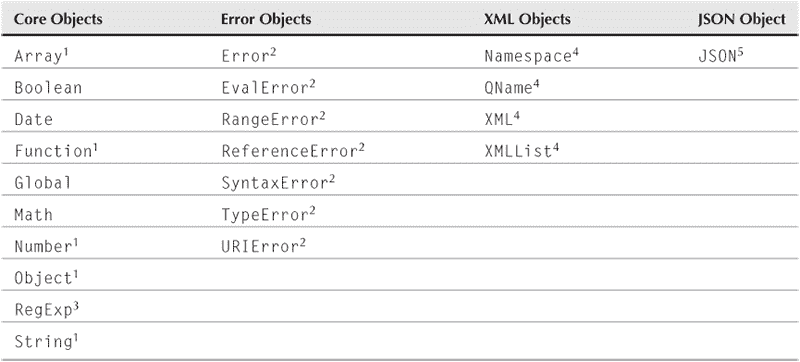 Core Objects Error Objects XML Objects JSON Object
Array¹ Error² Namespace⁴ JSON⁵
Boolean EvalError² QName⁴
Date RangeError² XML⁴
Function¹ ReferenceError² XMLList⁴
Global SyntaxError²
Math TypeError²
Number¹ URIError²
Object¹
RegExp³
String¹